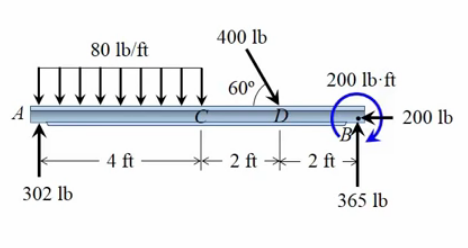 400 lb
80 lb/ft
60°
200 lb·ft
A
C
D
B
200 lb
4 ft
2 ft
2 ft
302 lb
365 lb